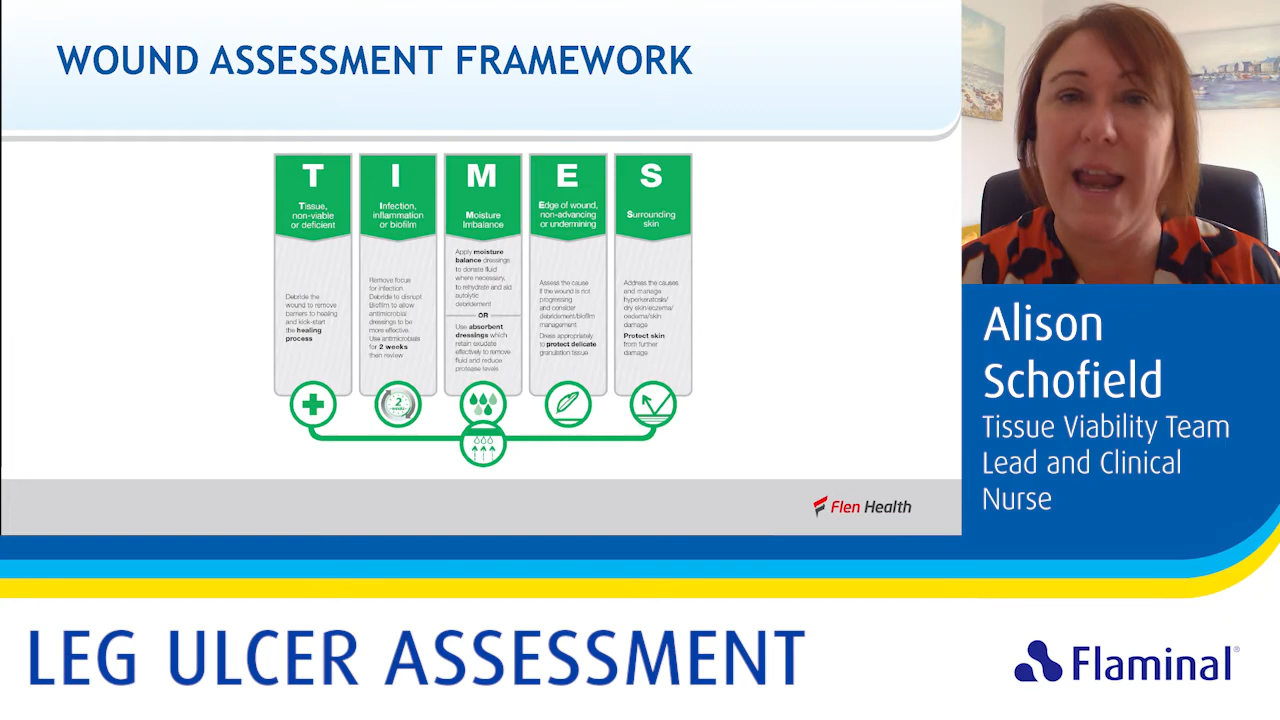 WOUND ASSESSMENT FRAMEWORK
T
Tissue,
non-viable
or deficient
Debride the
wound to remove
barriers to healing
and kick-start
the healing
process
I
Infection,
inflammation
or biofilm
Remove focus
for infection
Debride to disrupt
Biofilm to allow
antimicrobial
dressings to be
more effective.
Use antimicrobials
for 2 weeks
then review
2
weeks
M
Moisture
Imbalance
Apply moisture
balance dressings
to donate fluid
where necessary,
to rehydrate and aid
autolytic
debridement
OR
Use absorbent
dressings which
retain exudate
effectively to remove
fluid and reduce
protease levels
E
Edge of wound,
non-advancing
or undermining
Assess the cause
if the wound is not
progressing
and consider
debridement/biofilm
management
Dress appropriately
to protect delicate
granulation tissue
S
Surrounding
skin
Address the causes
and manage
hyperkeratosis/
dry skin/eczema/
oedema/skin
damage
Protect skin
from further
damage
Flen Health
Alison
Schofield
Tissue Viability Team
Lead and Clinical
Nurse
LEG ULCER ASSESSMENT
Flaminal®